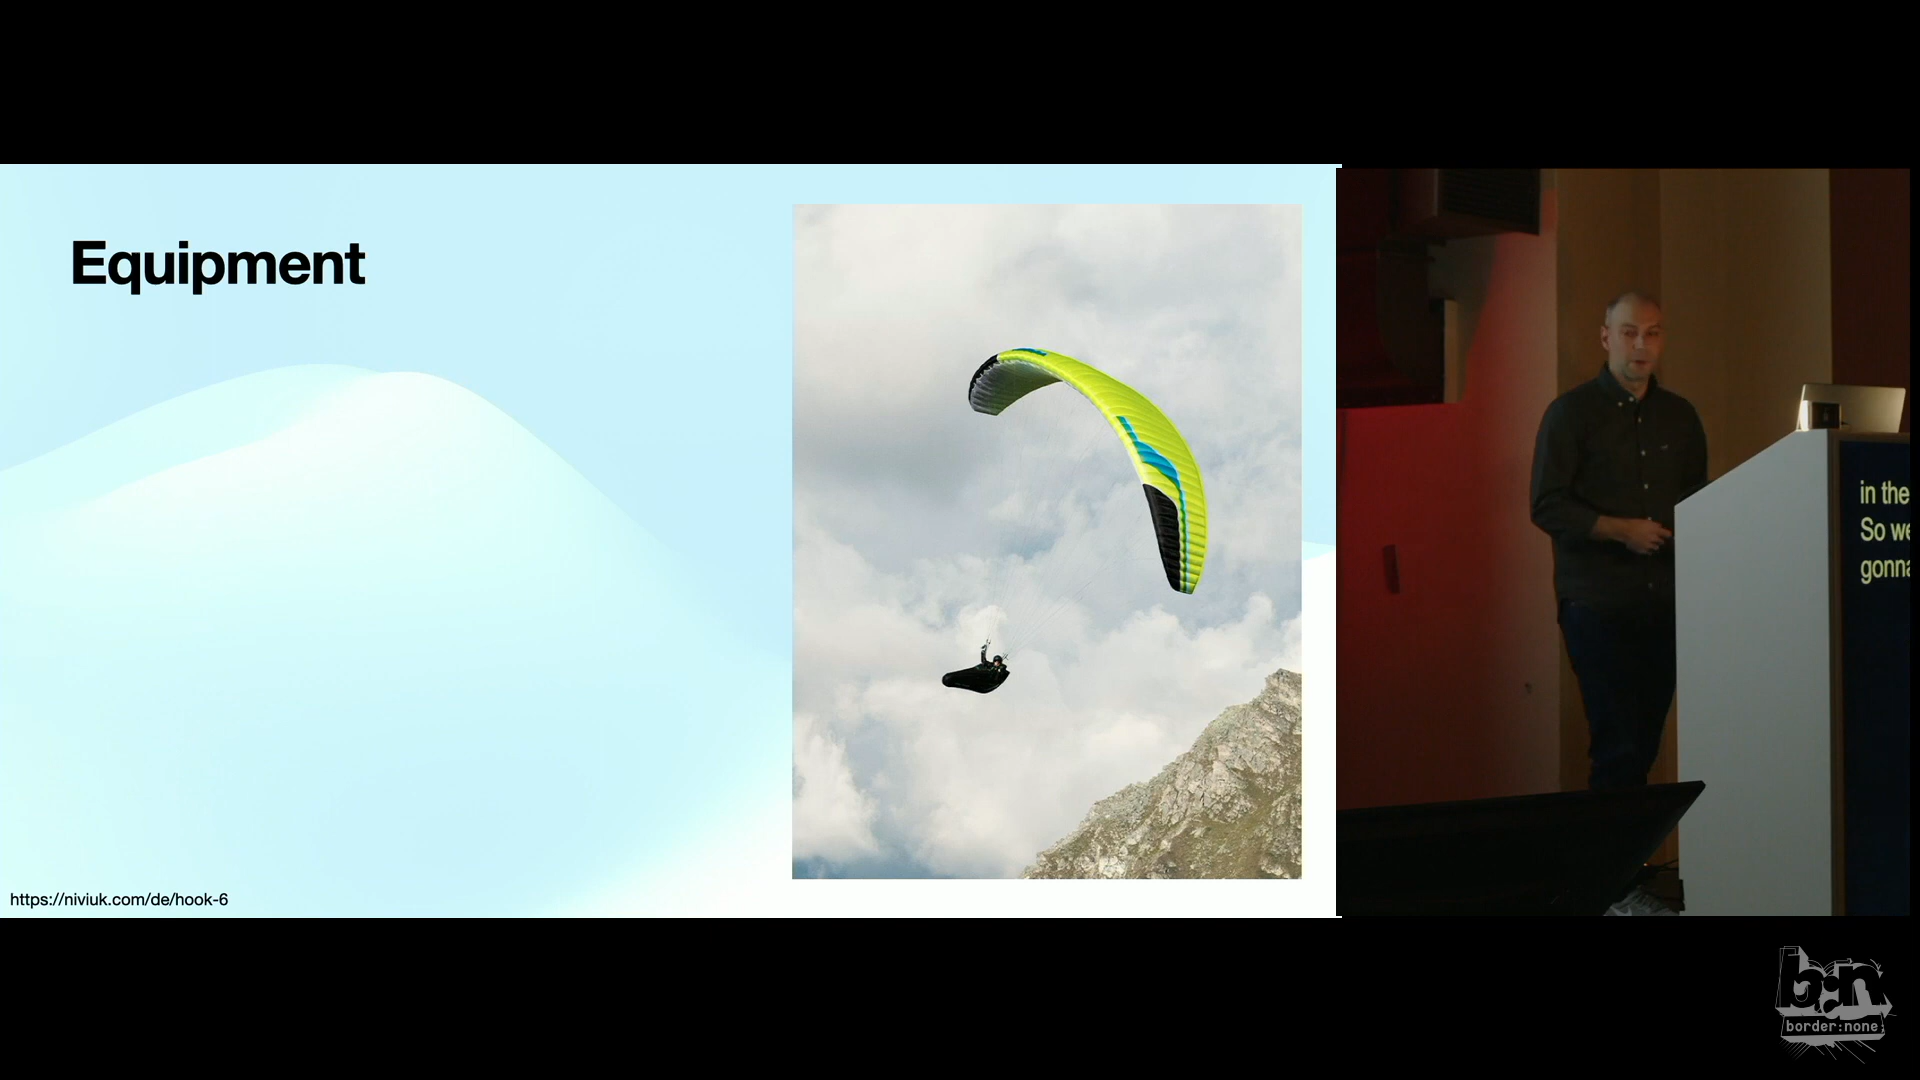 Equipment
https://niviuk.com/de/hook-6
in the
So we
gonna
b:n
border:none